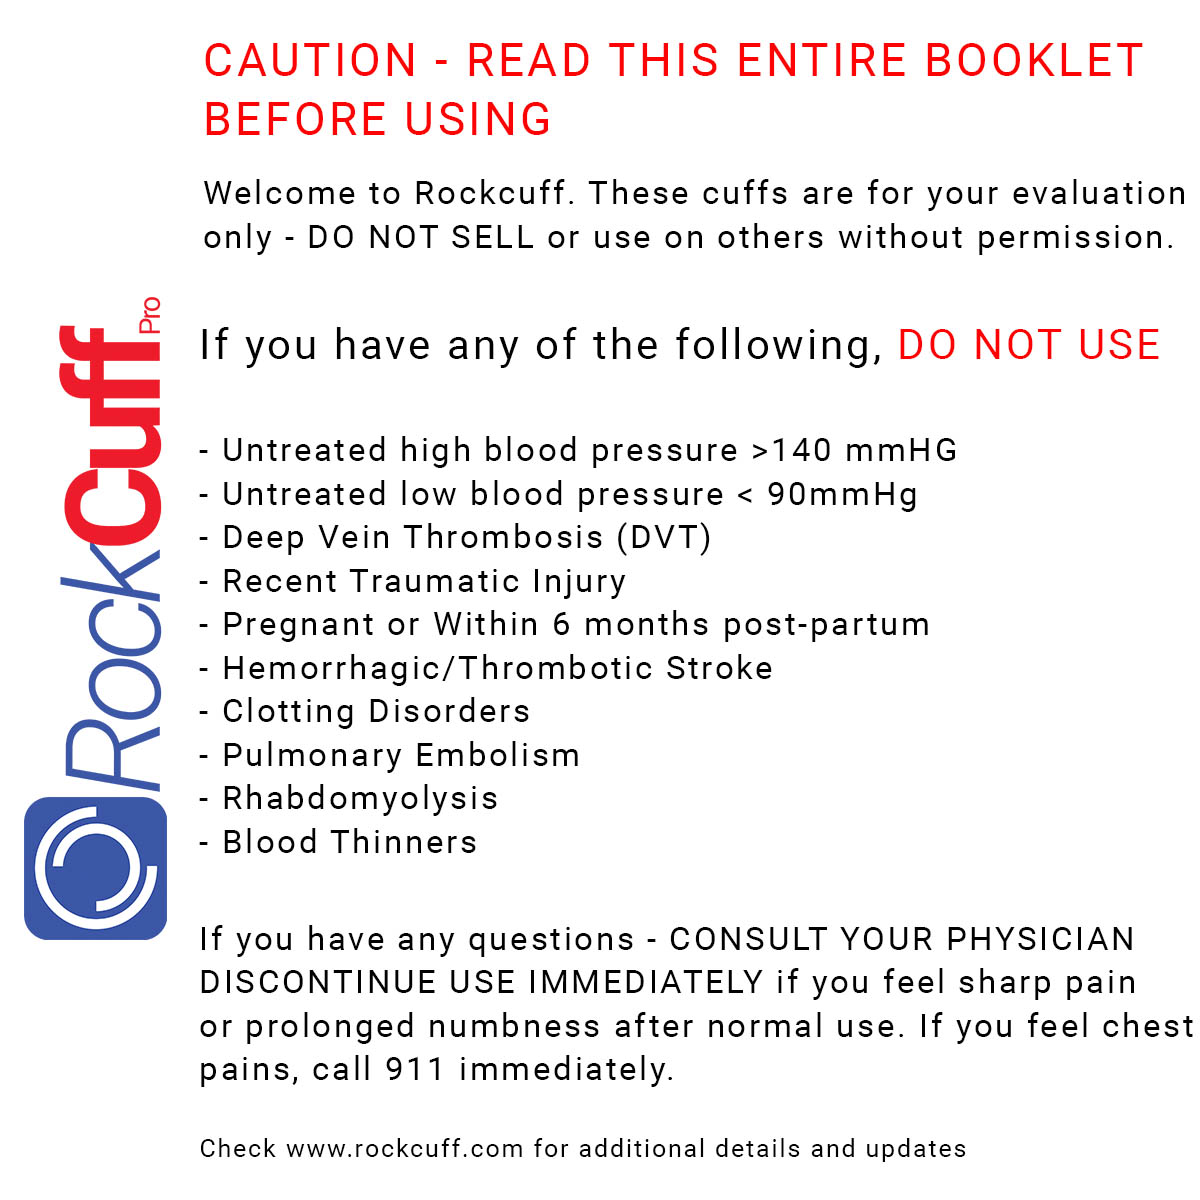 CAUTION - READ THIS ENTIRE BOOKLET
BEFORE USING
Welcome to Rockcuff. These cuffs are for your evaluation
only - DO NOT SELL or use on others without permission.
RockCuff Pro
If you have any of the following, DO NOT USE
- Untreated high blood pressure >140 mmHG
- Untreated low blood pressure < 90mmHg
- Deep Vein Thrombosis (DVT)
- Recent Traumatic Injury
- Pregnant or Within 6 months post-partum
- Hemorrhagic/Thrombotic Stroke
- Clotting Disorders
- Pulmonary Embolism
- Rhabdomyolysis
- Blood Thinners
If you have any questions - CONSULT YOUR PHYSICIAN
DISCONTINUE USE IMMEDIATELY if you feel sharp pain
or prolonged numbness after normal use. If you feel chest
pains, call 911 immediately.
Check www.rockcuff.com for additional details and updates